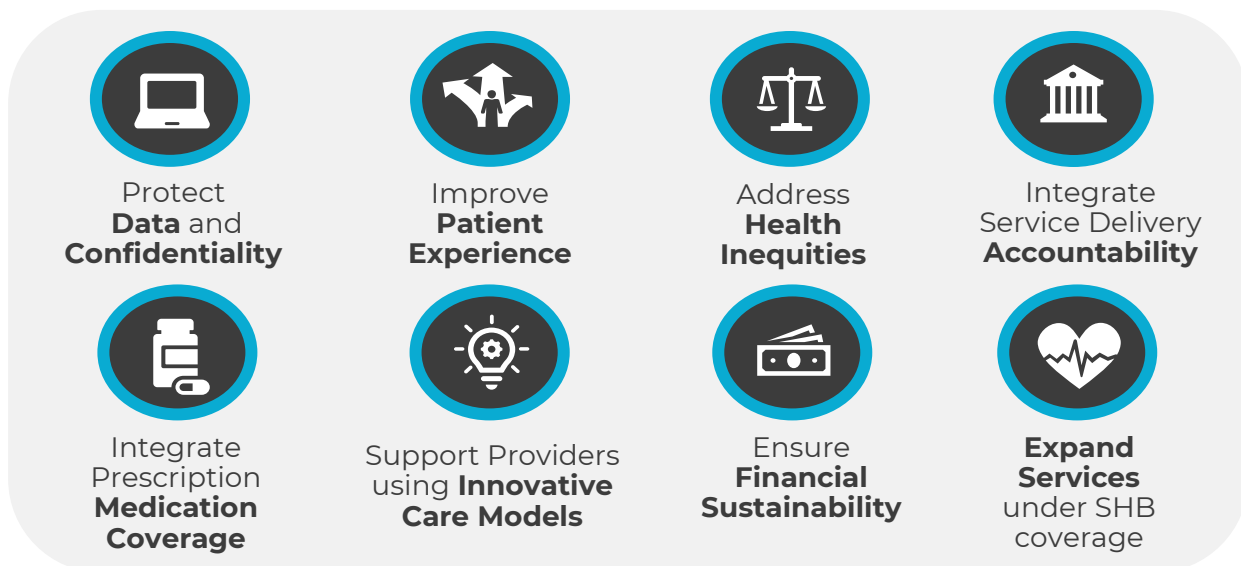 Protect
Data and
Confidentiality
Improve
Patient
Experience
Address
Health
Inequities
Integrate
Service Delivery
Accountability
Integrate
Prescription
Medication
Coverage
Support Providers
using Innovative
Care Models
Ensure
Financial
Sustainability
Expand
Services
under SHB
coverage